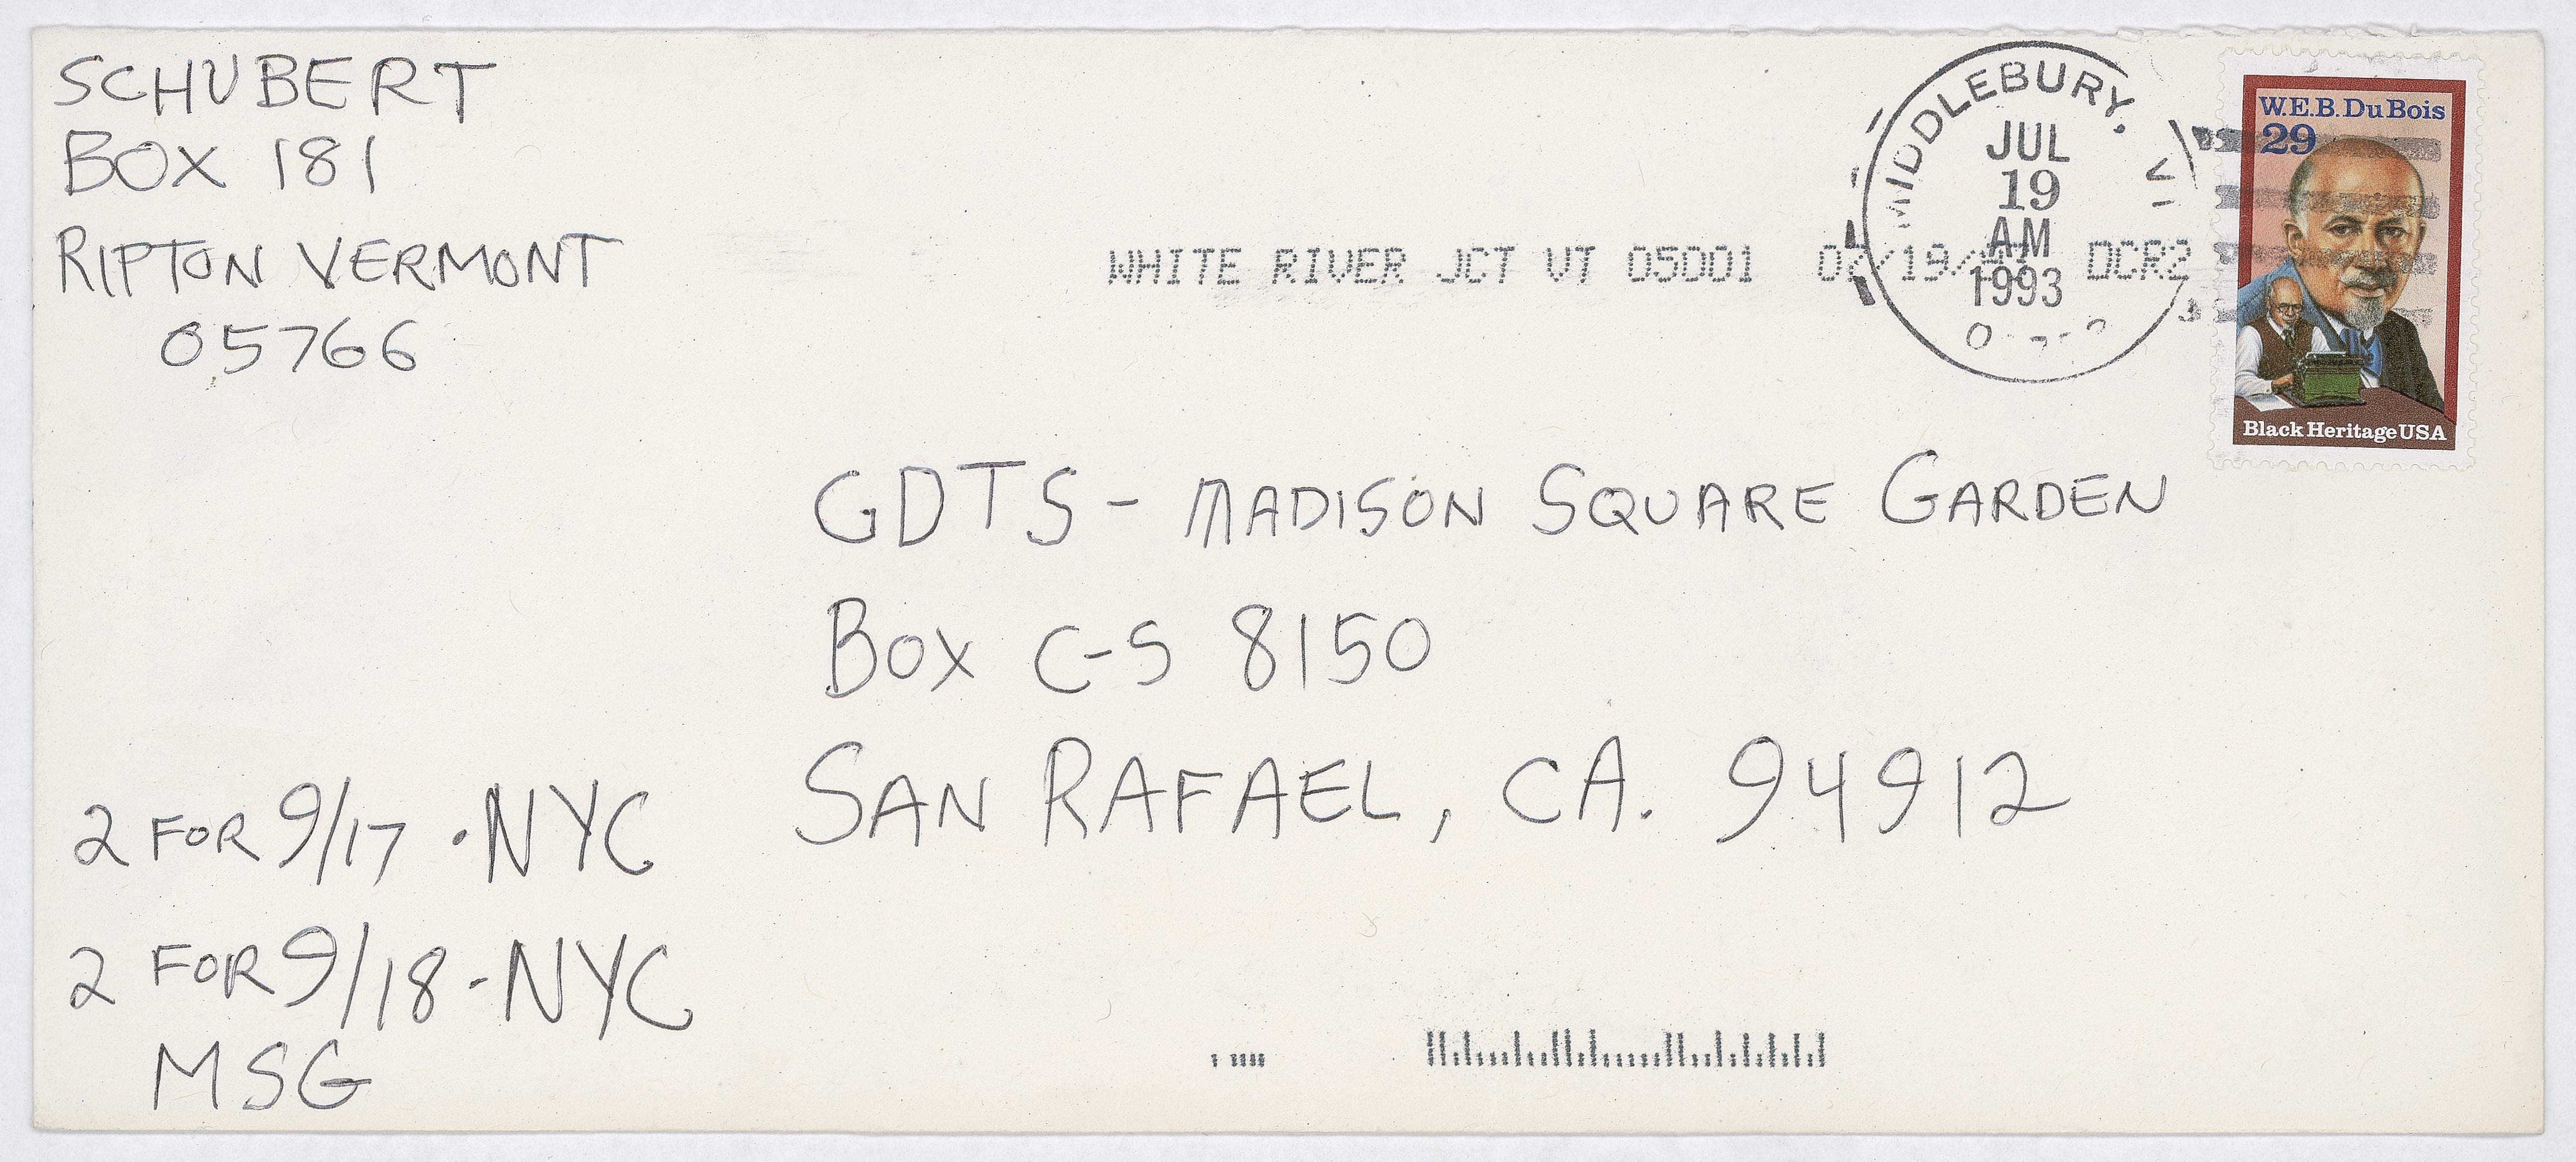 SCHUBERT
BOX 181
RIPTON VERMONT
05766
MIDDLEBURY, V
JUL
19
AM
1993
WHITE RIVER JCT VT 05001 07/19/ DCR2
W.E.B. Du Bois
29
Black Heritage USA
GDTS - MADISON SQUARE GARDEN
BOX C-S 8150
SAN RAFAEL, CA. 94912
2 FOR 9/17 · NYC
2 FOR 9/18 - NYC
MSG